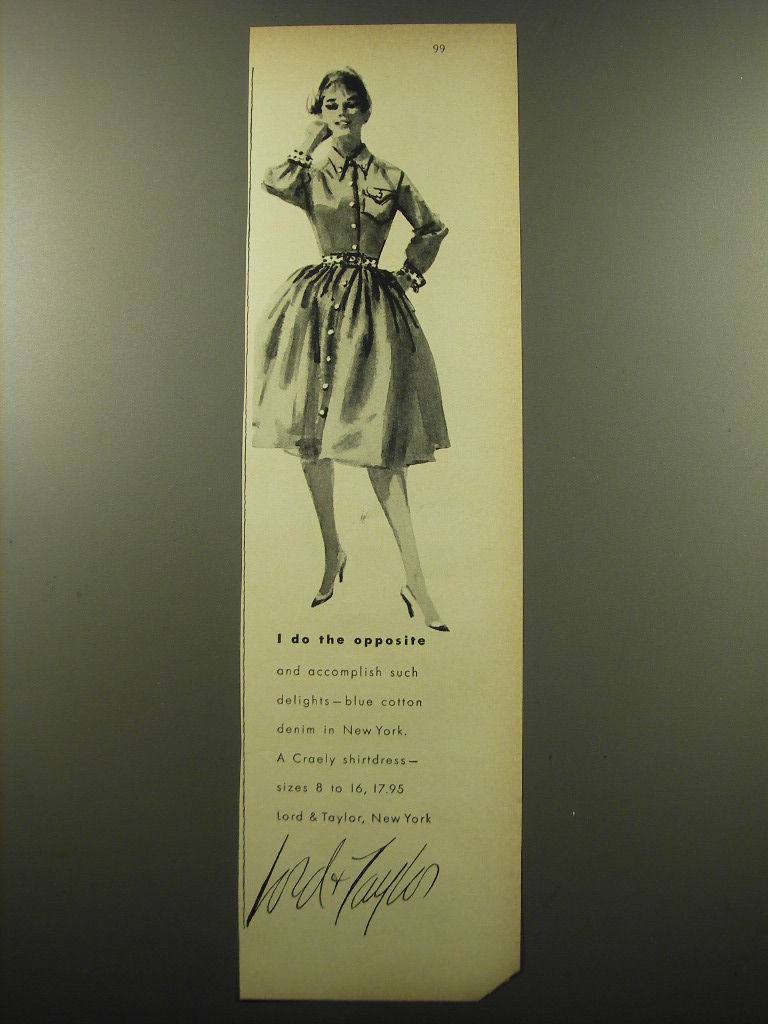 99
I do the opposite
and accomplish such
delights—blue cotton
denim in New York.
A Craely shirtdress—
sizes 8 to 16, 17.95
Lord & Taylor, New York
Lord + Taylor